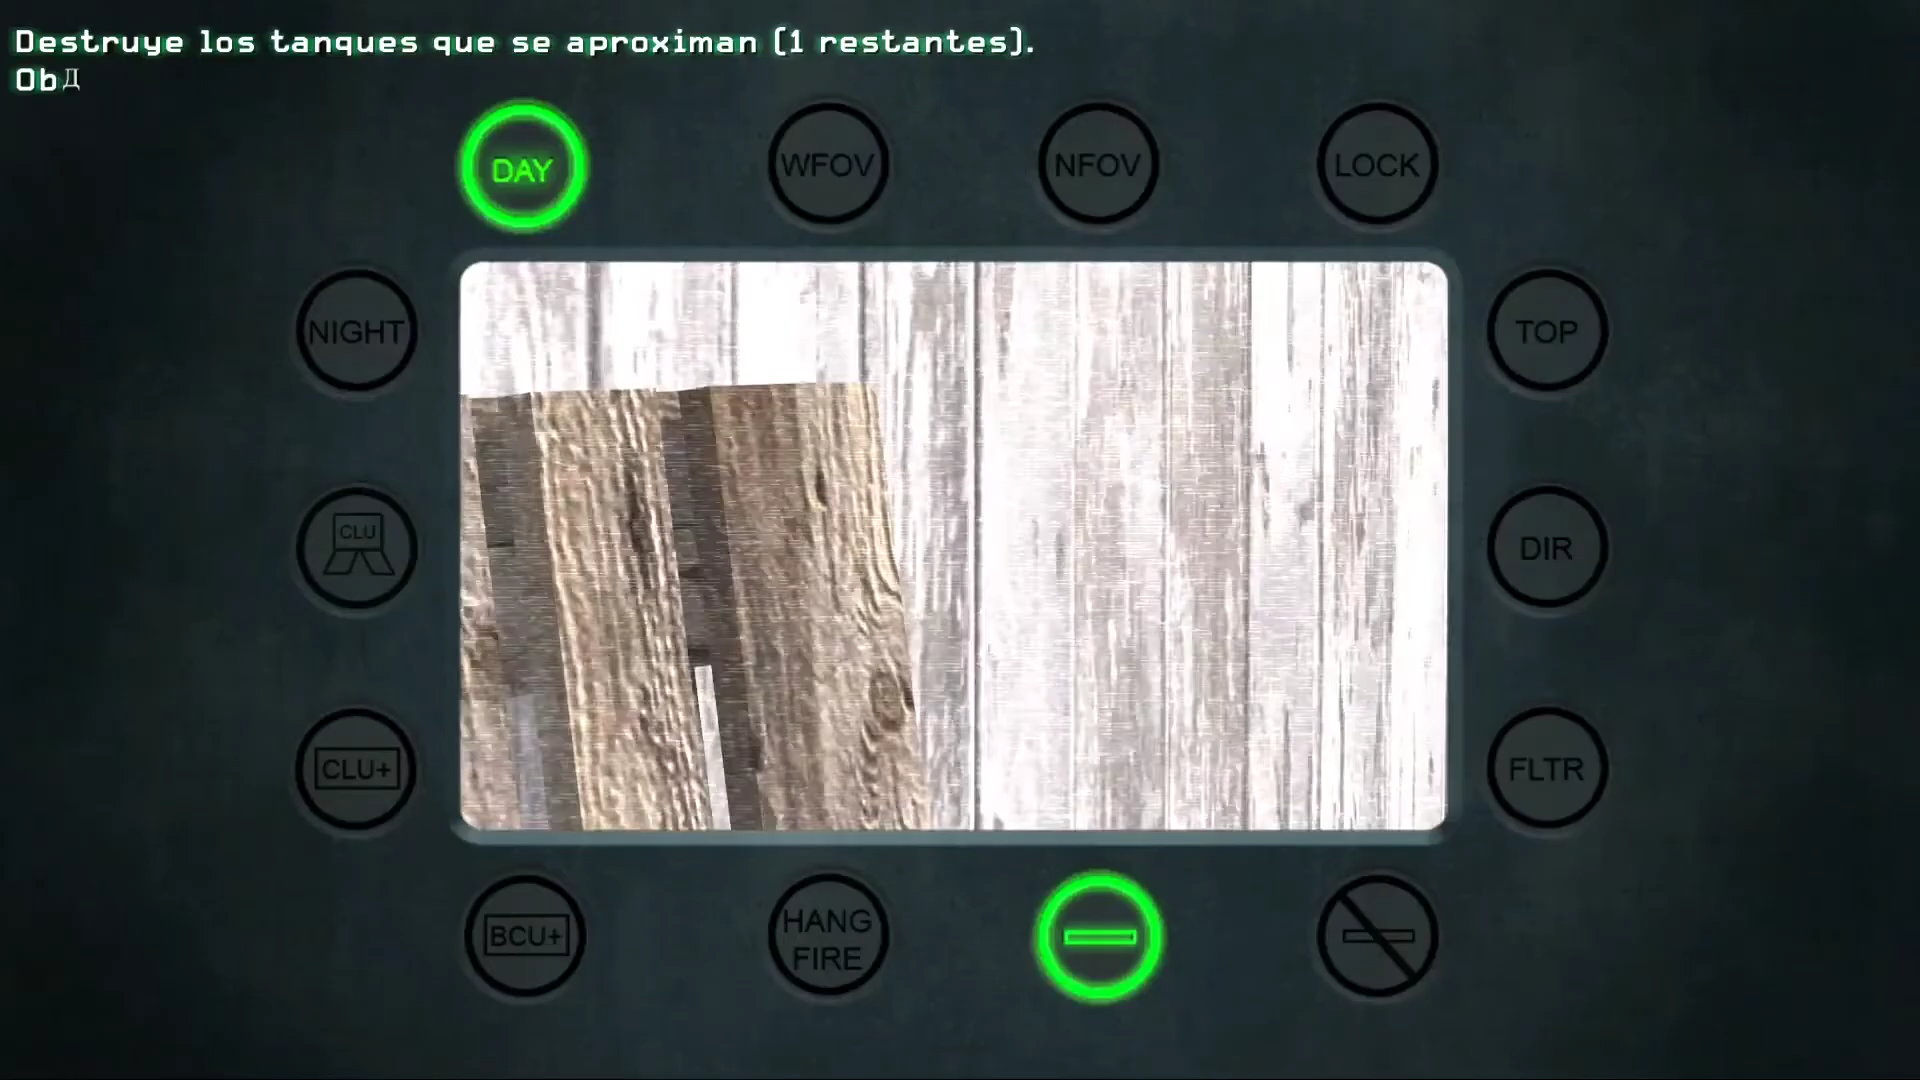 Destruye los tanques que se aproximan (1 restantes).
ObД
DAY
WFOV
NFOV
LOCK
NIGHT
TOP
CLU
DIR
CLU+
FLTR
BCU+
HANG
FIRE